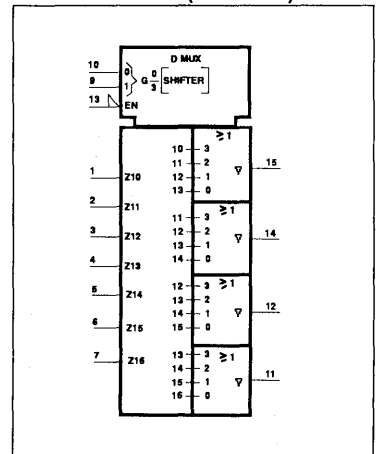 D MUX
10 0 } G 0/3 [SHIFTER]
9 1
13 EN
≥1
10 3
11 2
1 Z10 12 1 ▽ 15
13 0
2 Z11 ≥1
11 3
3 Z12 12 2 ▽ 14
13 1
4 Z13 14 0
≥1
5 Z14 12 3
13 2 12
6 Z15 14 1 ▽
15 0
7 Z16 13 3 ≥1
14 2 11
15 1 ▽
16 0